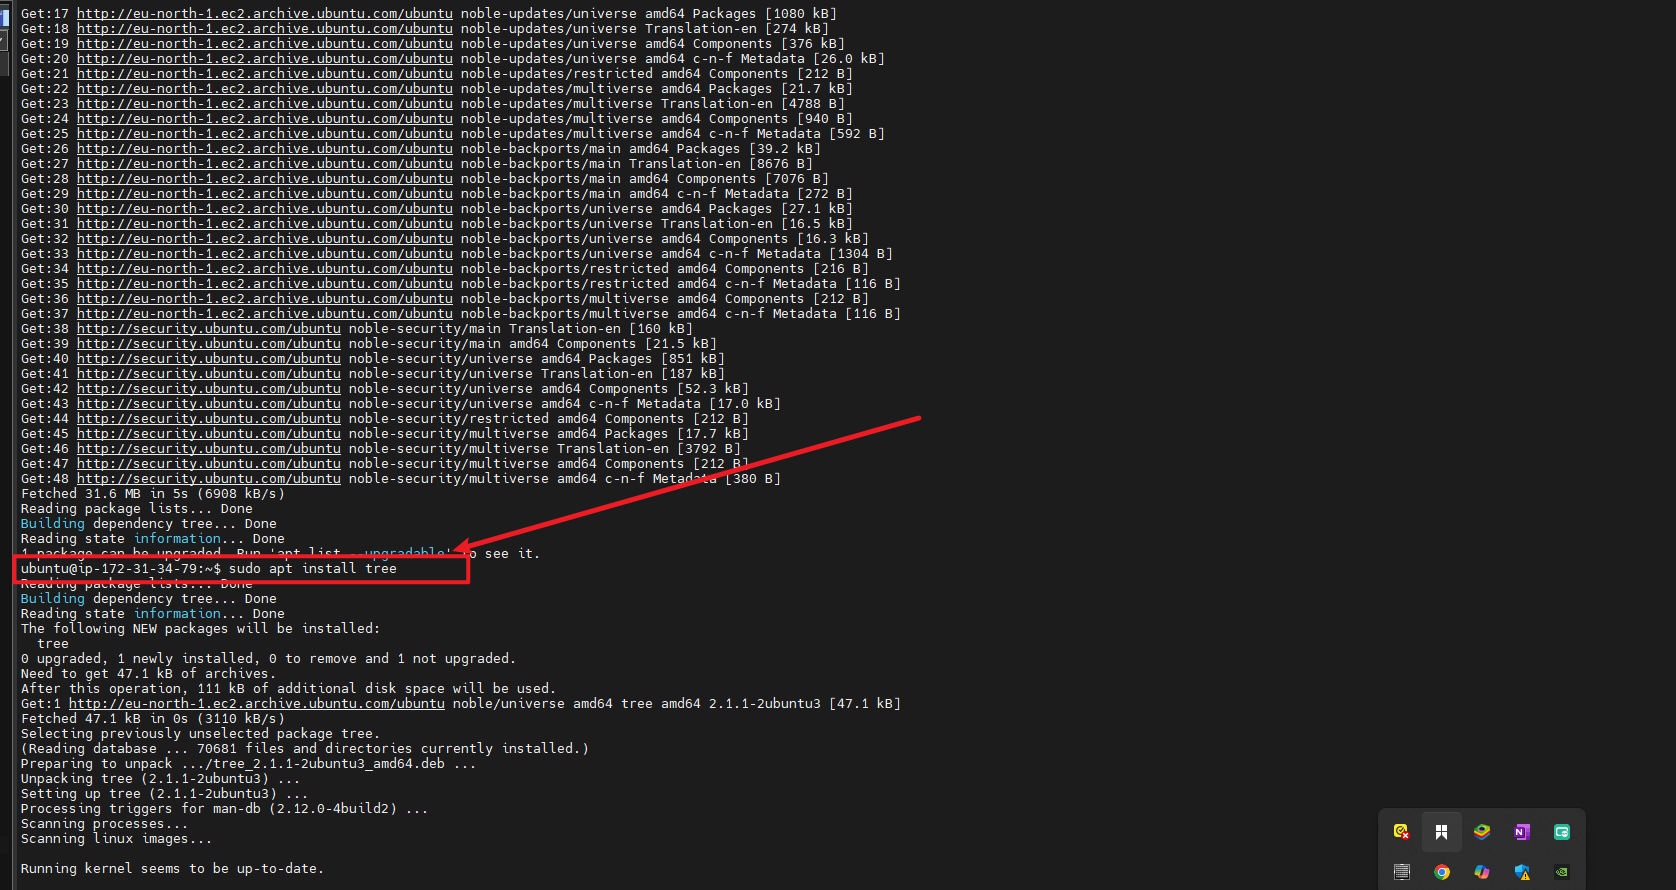 Get:17 http://eu-north-1.ec2.archive.ubuntu.com/ubuntu noble-updates/universe amd64 Packages [1080 kB]
Get:18 http://eu-north-1.ec2.archive.ubuntu.com/ubuntu noble-updates/universe Translation-en [274 kB]
Get:19 http://eu-north-1.ec2.archive.ubuntu.com/ubuntu noble-updates/universe amd64 Components [376 kB]
Get:20 http://eu-north-1.ec2.archive.ubuntu.com/ubuntu noble-updates/universe amd64 c-n-f Metadata [26.0 kB]
Get:21 http://eu-north-1.ec2.archive.ubuntu.com/ubuntu noble-updates/restricted amd64 Components [212 B]
Get:22 http://eu-north-1.ec2.archive.ubuntu.com/ubuntu noble-updates/multiverse amd64 Packages [21.7 kB]
Get:23 http://eu-north-1.ec2.archive.ubuntu.com/ubuntu noble-updates/multiverse Translation-en [4788 B]
Get:24 http://eu-north-1.ec2.archive.ubuntu.com/ubuntu noble-updates/multiverse amd64 Components [940 B]
Get:25 http://eu-north-1.ec2.archive.ubuntu.com/ubuntu noble-updates/multiverse amd64 c-n-f Metadata [592 B]
Get:26 http://eu-north-1.ec2.archive.ubuntu.com/ubuntu noble-backports/main amd64 Packages [39.2 kB]
Get:27 http://eu-north-1.ec2.archive.ubuntu.com/ubuntu noble-backports/main Translation-en [8676 B]
Get:28 http://eu-north-1.ec2.archive.ubuntu.com/ubuntu noble-backports/main amd64 Components [7076 B]
Get:29 http://eu-north-1.ec2.archive.ubuntu.com/ubuntu noble-backports/main amd64 c-n-f Metadata [272 B]
Get:30 http://eu-north-1.ec2.archive.ubuntu.com/ubuntu noble-backports/universe amd64 Packages [27.1 kB]
Get:31 http://eu-north-1.ec2.archive.ubuntu.com/ubuntu noble-backports/universe Translation-en [16.5 kB]
Get:32 http://eu-north-1.ec2.archive.ubuntu.com/ubuntu noble-backports/universe amd64 Components [16.3 kB]
Get:33 http://eu-north-1.ec2.archive.ubuntu.com/ubuntu noble-backports/universe amd64 c-n-f Metadata [1304 B]
Get:34 http://eu-north-1.ec2.archive.ubuntu.com/ubuntu noble-backports/restricted amd64 Components [216 B]
Get:35 http://eu-north-1.ec2.archive.ubuntu.com/ubuntu noble-backports/restricted amd64 c-n-f Metadata [116 B]
Get:36 http://eu-north-1.ec2.archive.ubuntu.com/ubuntu noble-backports/multiverse amd64 Components [212 B]
Get:37 http://eu-north-1.ec2.archive.ubuntu.com/ubuntu noble-backports/multiverse amd64 c-n-f Metadata [116 B]
Get:38 http://security.ubuntu.com/ubuntu noble-security/main Translation-en [160 kB]
Get:39 http://security.ubuntu.com/ubuntu noble-security/main amd64 Components [21.5 kB]
Get:40 http://security.ubuntu.com/ubuntu noble-security/universe amd64 Packages [851 kB]
Get:41 http://security.ubuntu.com/ubuntu noble-security/universe Translation-en [187 kB]
Get:42 http://security.ubuntu.com/ubuntu noble-security/universe amd64 Components [52.3 kB]
Get:43 http://security.ubuntu.com/ubuntu noble-security/universe amd64 c-n-f Metadata [17.0 kB]
Get:44 http://security.ubuntu.com/ubuntu noble-security/restricted amd64 Components [212 B]
Get:45 http://security.ubuntu.com/ubuntu noble-security/multiverse amd64 Packages [17.7 kB]
Get:46 http://security.ubuntu.com/ubuntu noble-security/multiverse Translation-en [3792 B]
Get:47 http://security.ubuntu.com/ubuntu noble-security/multiverse amd64 Components [212 B]
Get:48 http://security.ubuntu.com/ubuntu noble-security/multiverse amd64 c-n-f Metadata [380 B]
Fetched 31.6 MB in 5s (6908 kB/s)
Reading package lists... Done
Building dependency tree... Done
Reading state information... Done
1 package can be upgraded. Run 'apt list --upgradable' to see it.
ubuntu@ip-172-31-34-79:~$ sudo apt install tree
Reading package lists... Done
Building dependency tree... Done
Reading state information... Done
The following NEW packages will be installed:
  tree
0 upgraded, 1 newly installed, 0 to remove and 1 not upgraded.
Need to get 47.1 kB of archives.
After this operation, 111 kB of additional disk space will be used.
Get:1 http://eu-north-1.ec2.archive.ubuntu.com/ubuntu noble/universe amd64 tree amd64 2.1.1-2ubuntu3 [47.1 kB]
Fetched 47.1 kB in 0s (3110 kB/s)
Selecting previously unselected package tree.
(Reading database ... 70681 files and directories currently installed.)
Preparing to unpack .../tree_2.1.1-2ubuntu3_amd64.deb ...
Unpacking tree (2.1.1-2ubuntu3) ...
Setting up tree (2.1.1-2ubuntu3) ...
Processing triggers for man-db (2.12.0-4build2) ...
Scanning processes...
Scanning linux images...
Running kernel seems to be up-to-date.